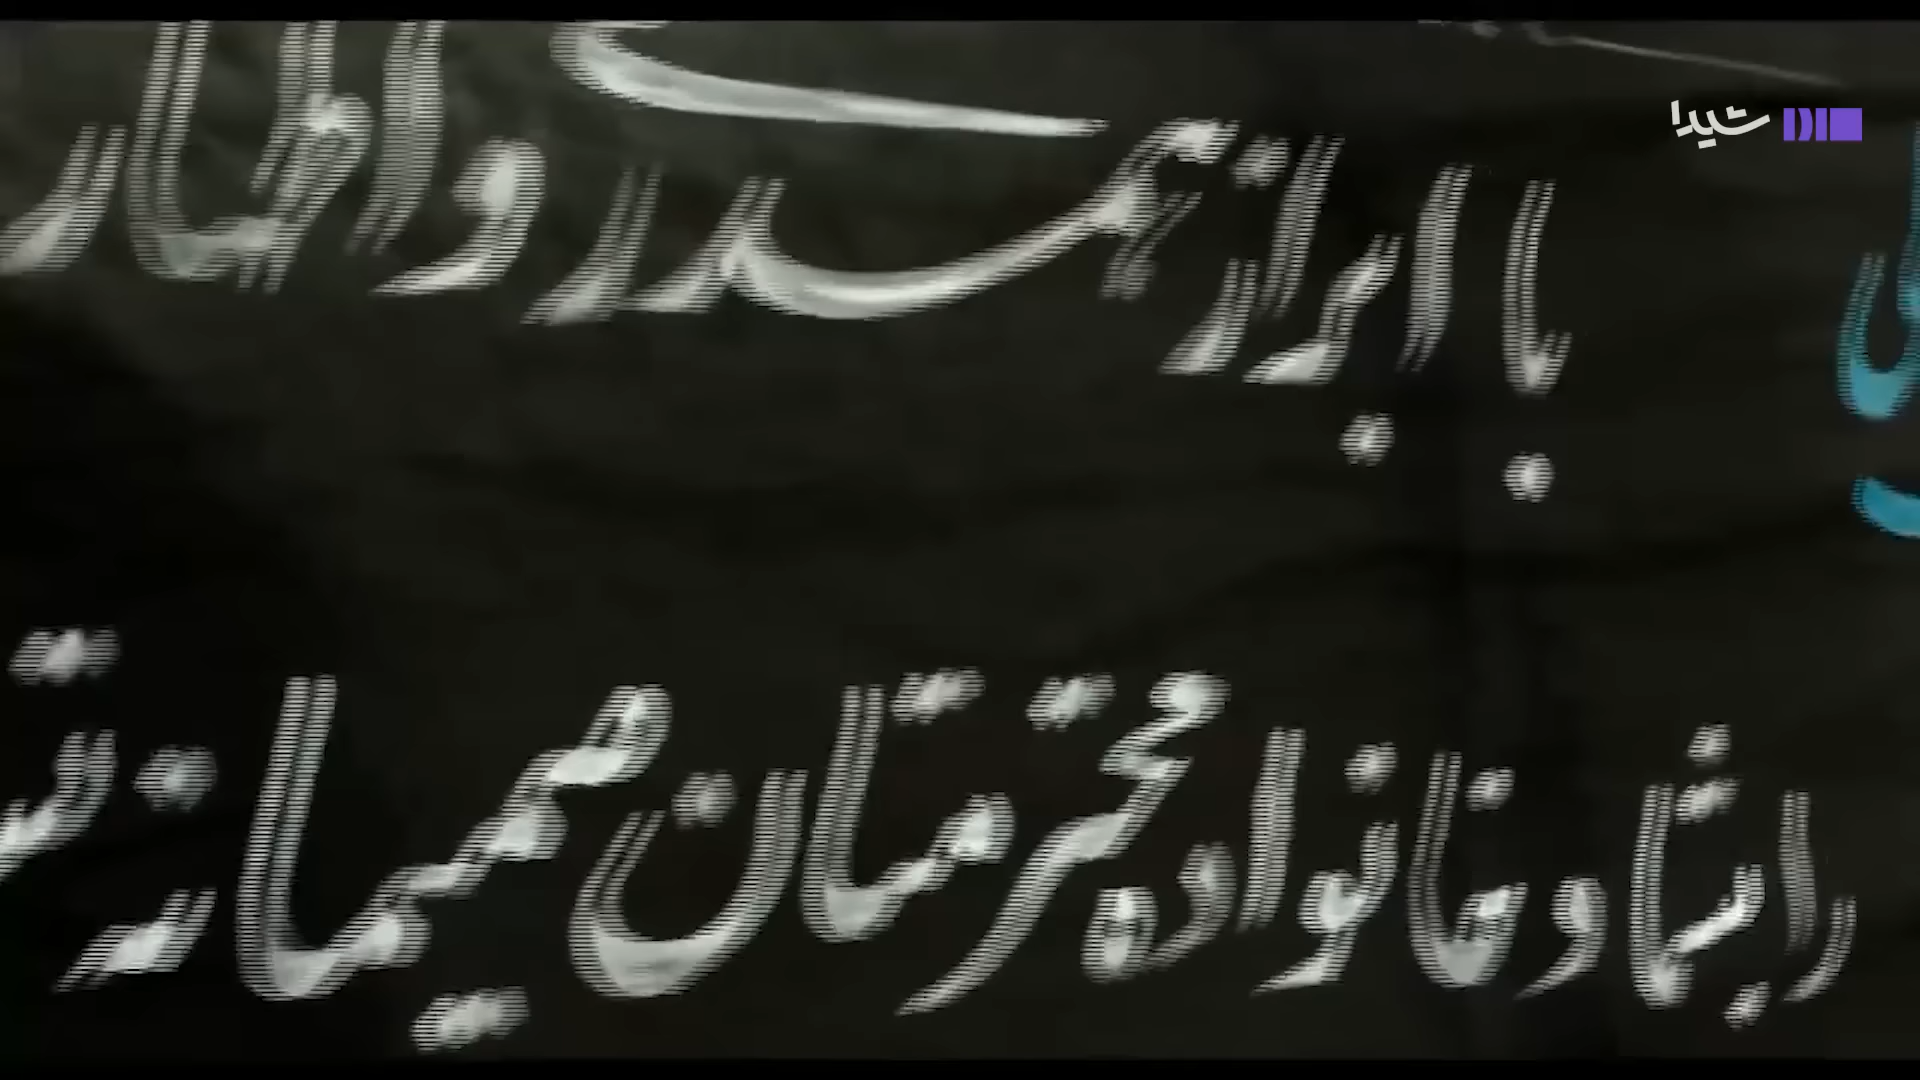 شیدا
با ابراز همدردی و اظهار
را بشما و خانواده محترمتان صمیمانه